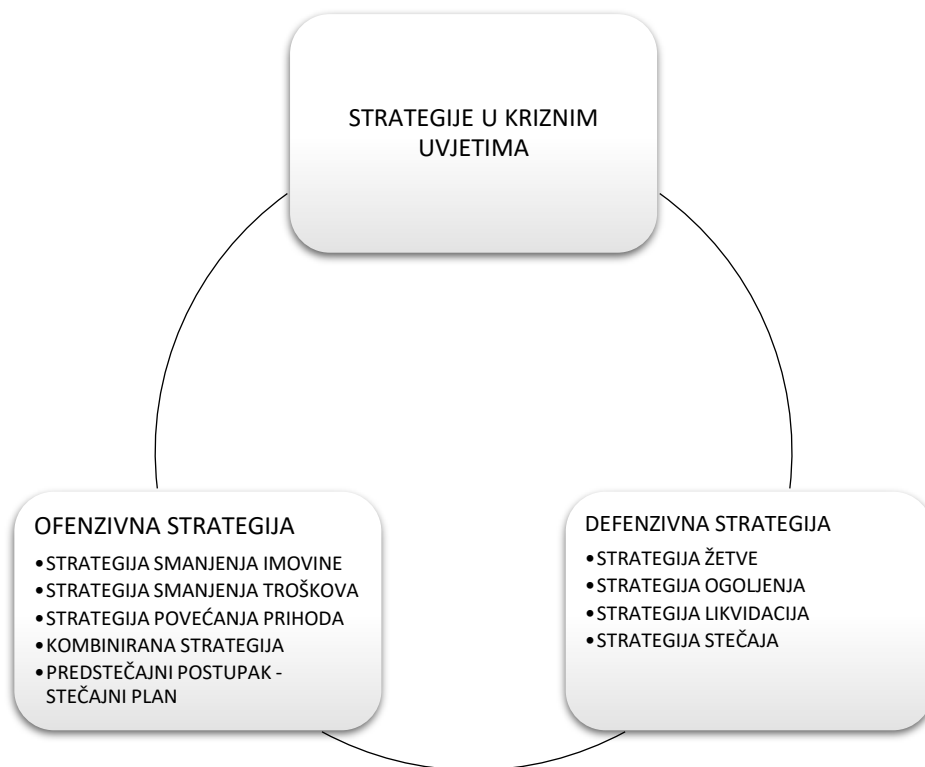 STRATEGIJE U KRIZNIM
UVJETIMA
OFENZIVNA STRATEGIJA
•STRATEGIJA SMANJENJA IMOVINE
•STRATEGIJA SMANJENJA TROŠKOVA
•STRATEGIJA POVEĆANJA PRIHODA
•KOMBINIRANA STRATEGIJA
•PREDSTEČAJNI POSTUPAK -
STEČAJNI PLAN
DEFENZIVNA STRATEGIJA
•STRATEGIJA ŽETVE
•STRATEGIJA OGOLJENJA
•STRATEGIJA LIKVIDACIJA
•STRATEGIJA STEČAJA